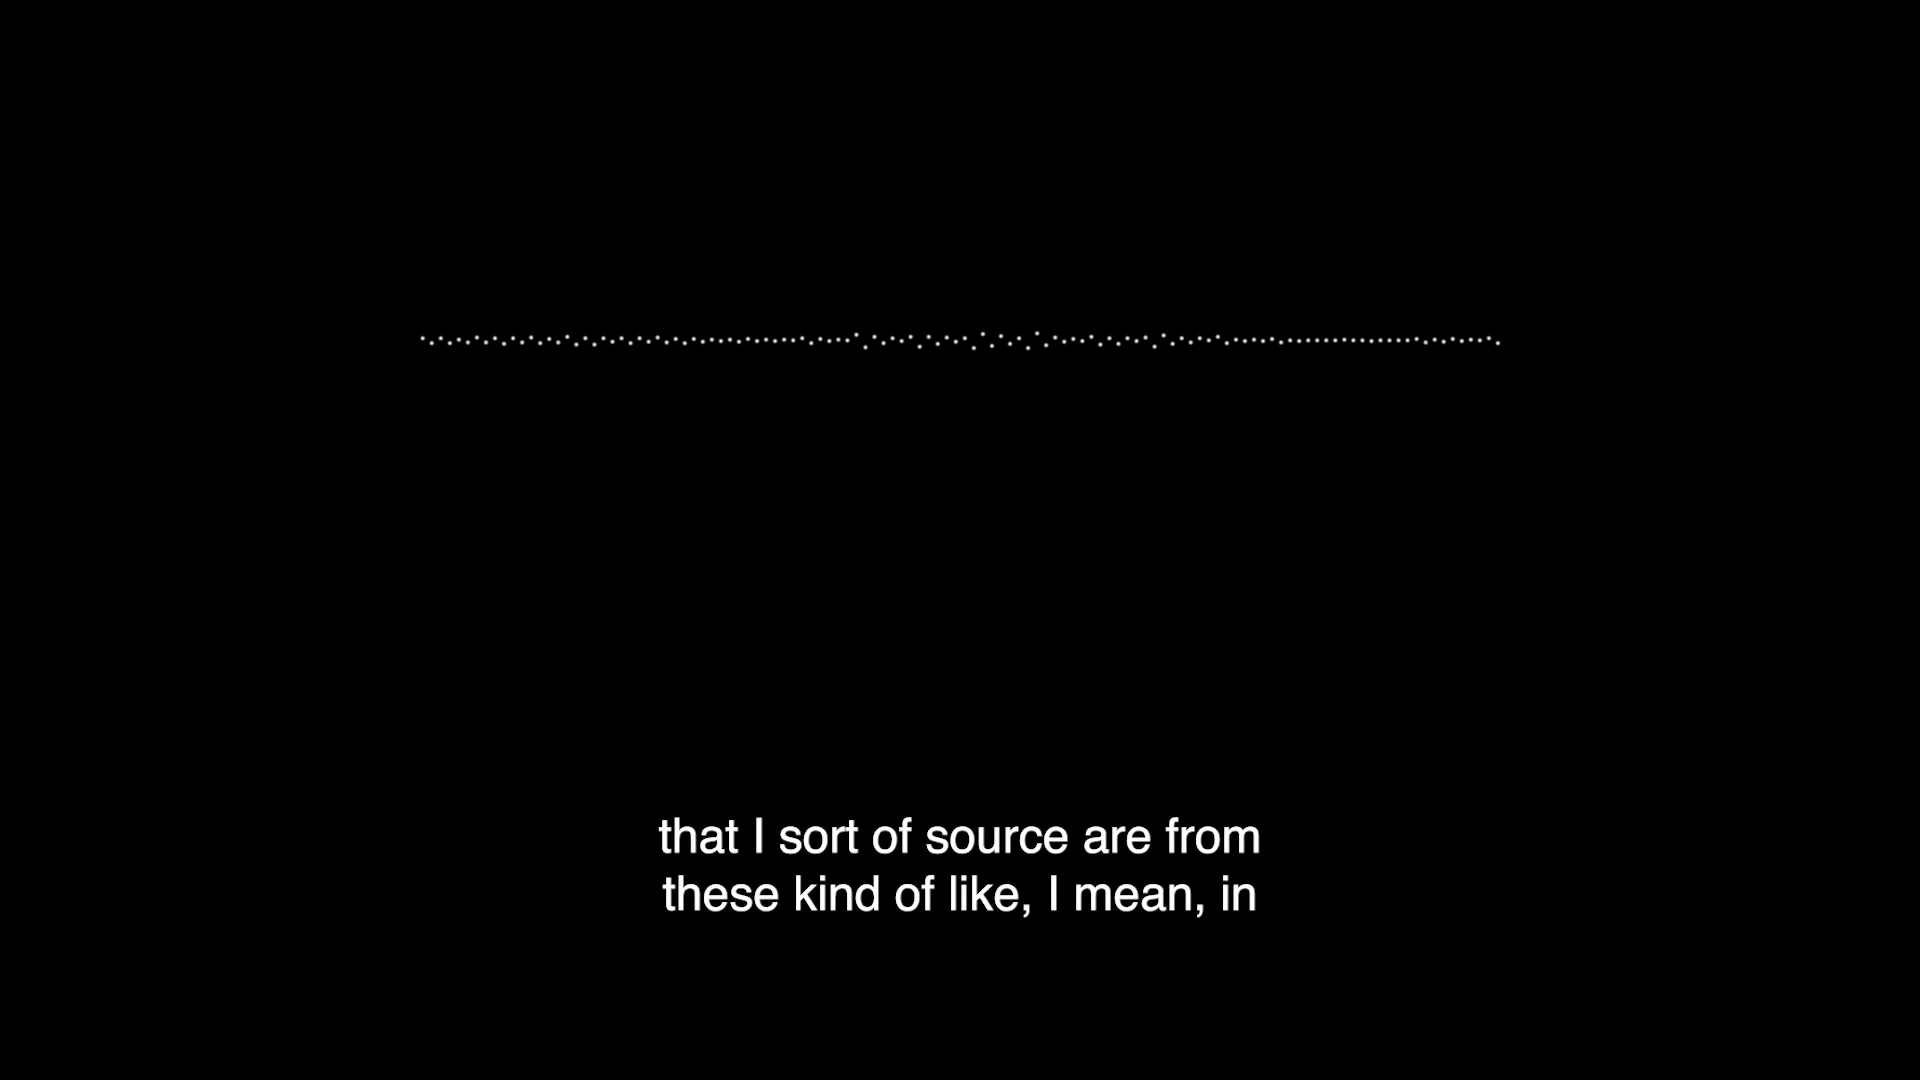 that I sort of source are from
these kind of like, I mean, in